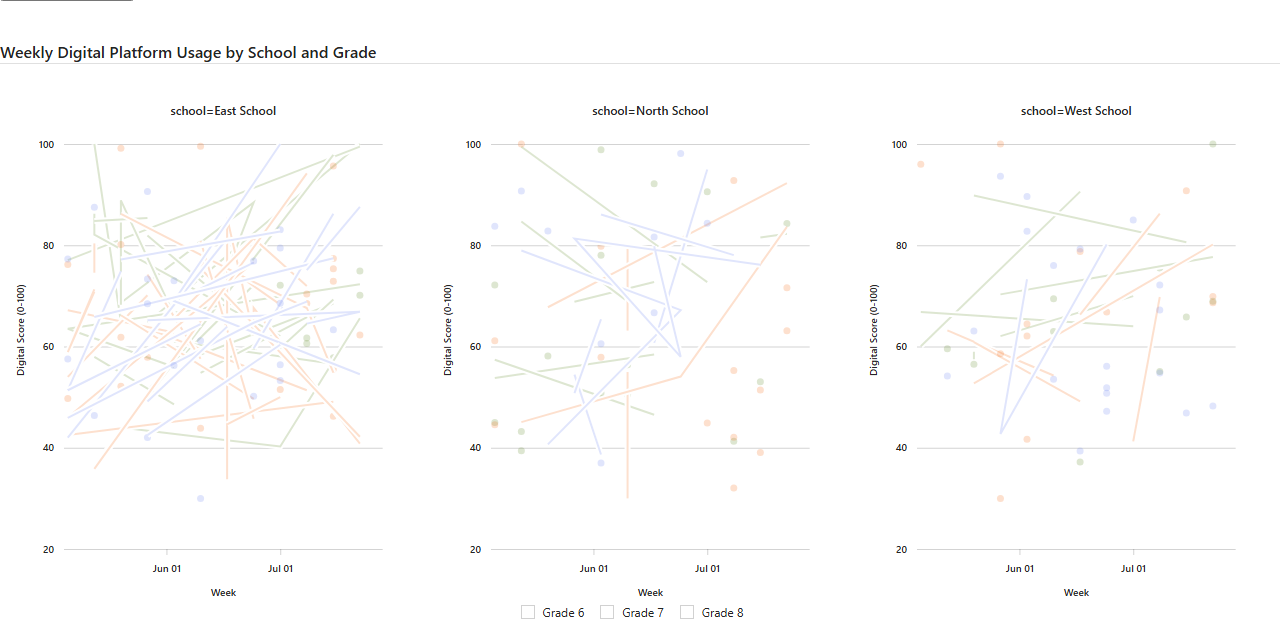 Weekly Digital Platform Usage by School and Grade
school=East School
school=North School
school=West School
100
80
60
40
20
Digital Score (0-100)
Jun 01
Jul 01
Week
100
80
60
40
20
Digital Score (0-100)
Jun 01
Jul 01
Week
100
80
60
40
20
Digital Score (0-100)
Jun 01
Jul 01
Week
Grade 6
Grade 7
Grade 8